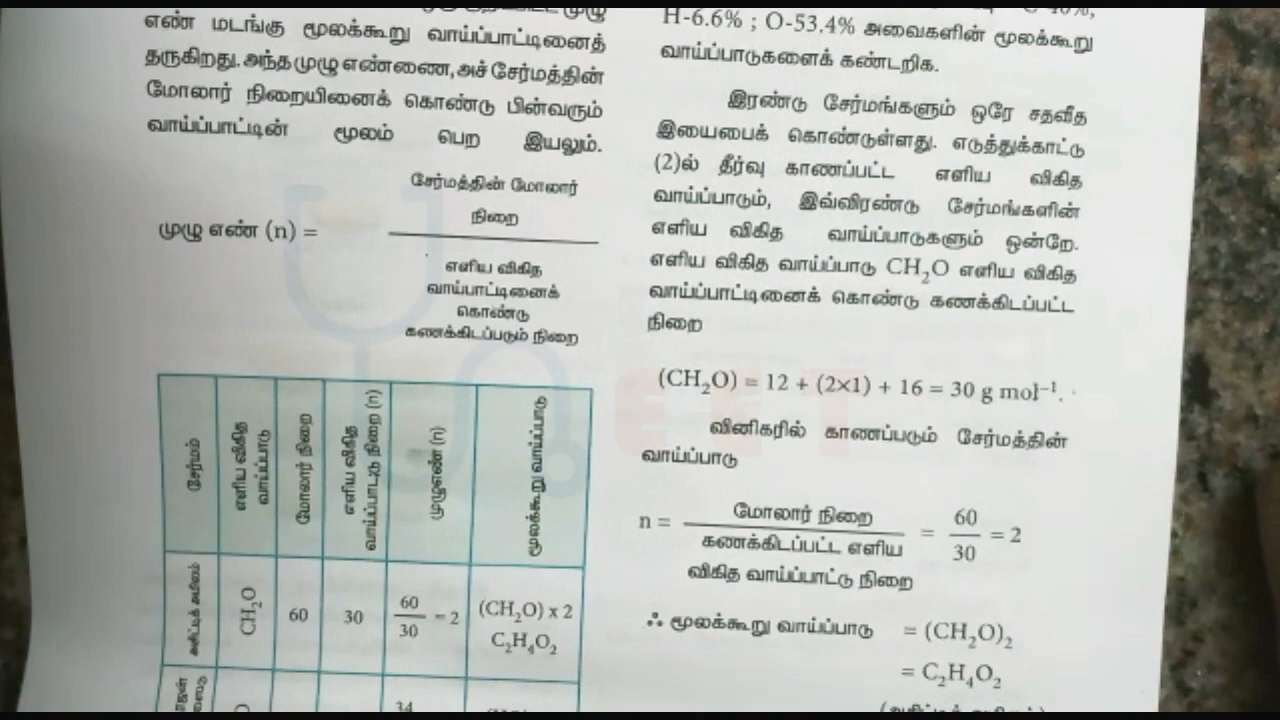 எண் மடங்கு மூலக்கூறு வாய்ப்பாட்டினைத்
தருகிறது. அந்த முழு எண்ணை, அச் சேர்மத்தின்
மோலார் நிறையினைக் கொண்டு பின்வரும்
வாய்ப்பாட்டின் மூலம் பெற இயலும்.
சேர்மத்தின் மோலார்
நிறை
முழு எண் (n) =
எளிய விகித
வாய்பாட்டினைக்
கொண்டு
கணக்கிடப்படும் நிறை
சேர்மம்
எளிய விகித
வாய்ப்பாடு
மோலார் நிறை
எளிய விகித
வாய்ப்பாட்டு நிறை (n)
முழுஎண் (n)
மூலக்கூறு வாய்ப்பாடு
அசிட்டிக் அமிலம்
CH₂O
60
30
60/30 = 2
(CH₂O) x 2
C₂H₄O₂
34
H-6.6% ; O-53.4% அவைகளின் மூலக்கூறு
வாய்ப்பாடுகளைக் கண்டறிக.
இரண்டு சேர்மங்களும் ஒரே சதவீத
இயைபைக் கொண்டுள்ளது. எடுத்துக்காட்டு
(2)ல் தீர்வு காணப்பட்ட எளிய விகித
வாய்ப்பாடும், இவ்விரண்டு சேர்மங்களின்
எளிய விகித வாய்ப்பாடுகளும் ஒன்றே.
எளிய விகித வாய்ப்பாடு CH₂O எளிய விகித
வாய்ப்பாட்டினைக் கொண்டு கணக்கிடப்பட்ட
நிறை
(CH₂O) = 12 + (2×1) + 16 = 30 g mol⁻¹.
வினிகரில் காணப்படும் சேர்மத்தின்
வாய்ப்பாடு
n = மோலார் நிறை / கணக்கிடப்பட்ட எளிய = 60/30 = 2
விகித வாய்ப்பாட்டு நிறை
∴ மூலக்கூறு வாய்ப்பாடு = (CH₂O)₂
= C₂H₄O₂